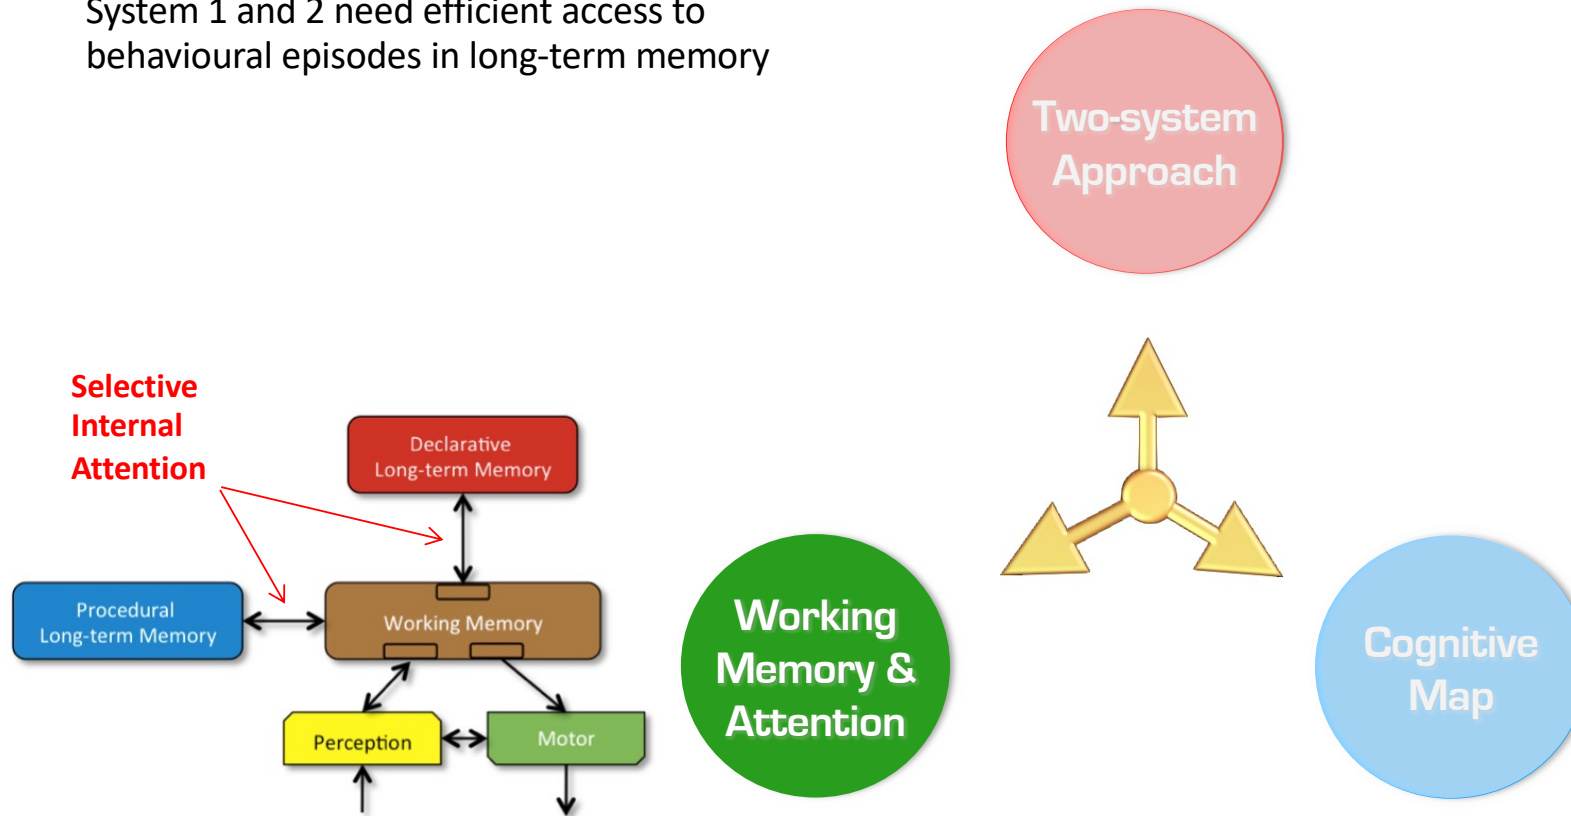 System 1 and 2 need efficient access to
behavioural episodes in long-term memory
Two-system
Approach
Selective
Internal
Attention
Declarative
Long-term Memory
Procedural
Long-term Memory
Working Memory
Perception
Motor
Working
Memory &
Attention
Cognitive
Map